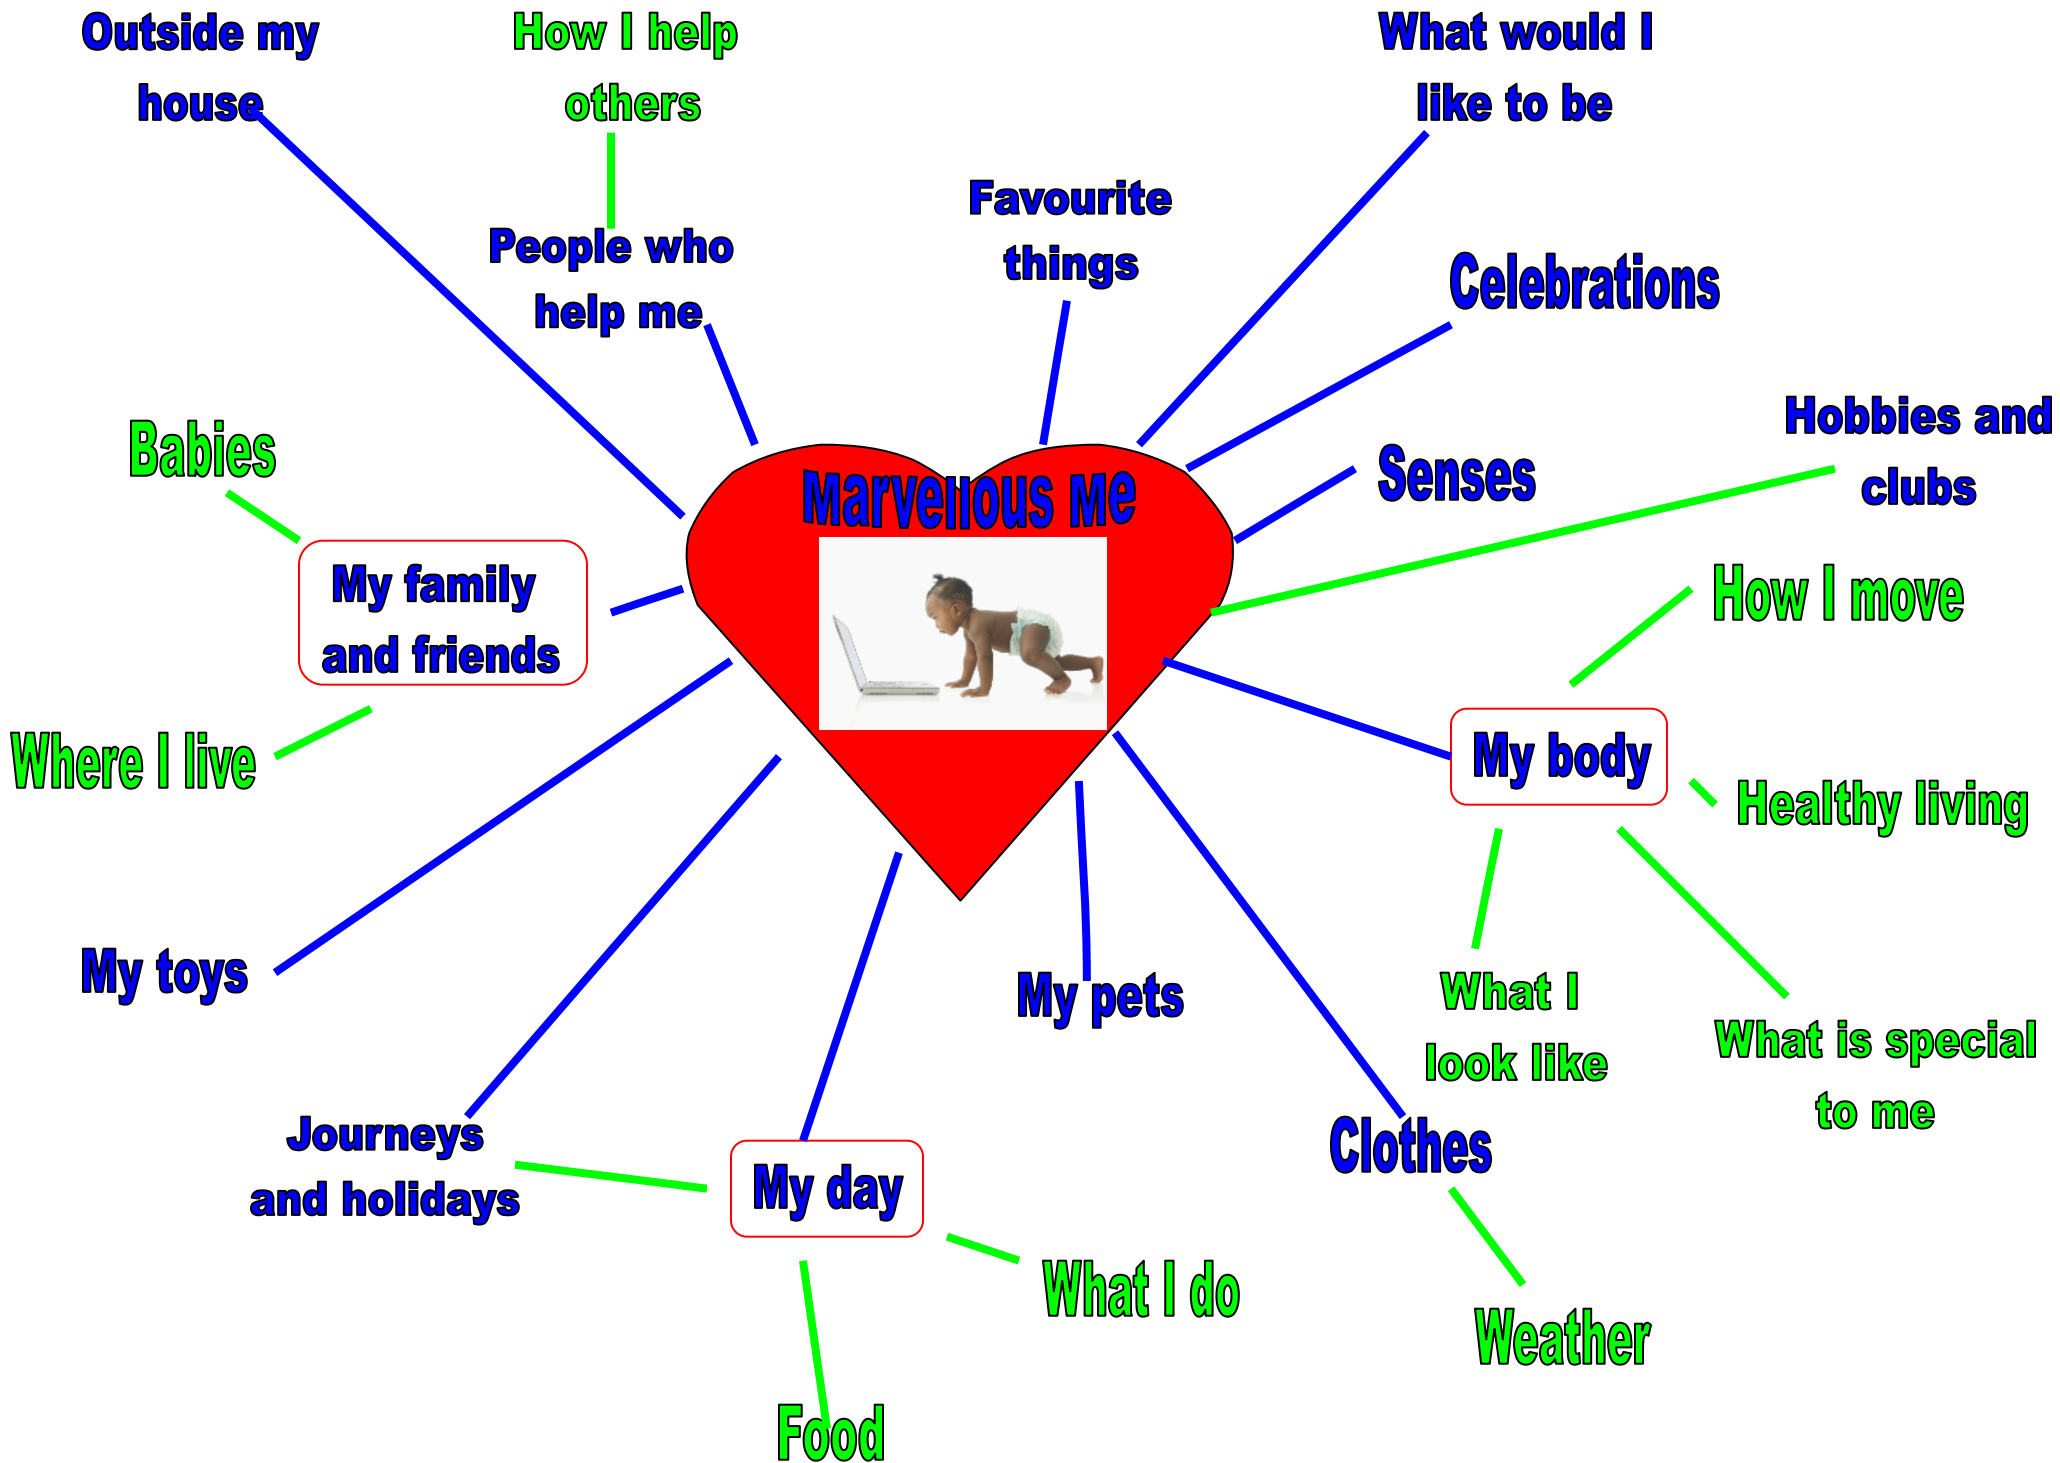 Outside my
house
How I help
others
What would I
like to be
Favourite
things
People who
help me
Celebrations
Hobbies and
clubs
Babies
Senses
Marvellous Me
My family
and friends
How I move
Where I live
My body
Healthy living
My toys
My pets
What I
look like
What is special
to me
Journeys
and holidays
My day
Clothes
What I do
Weather
Food